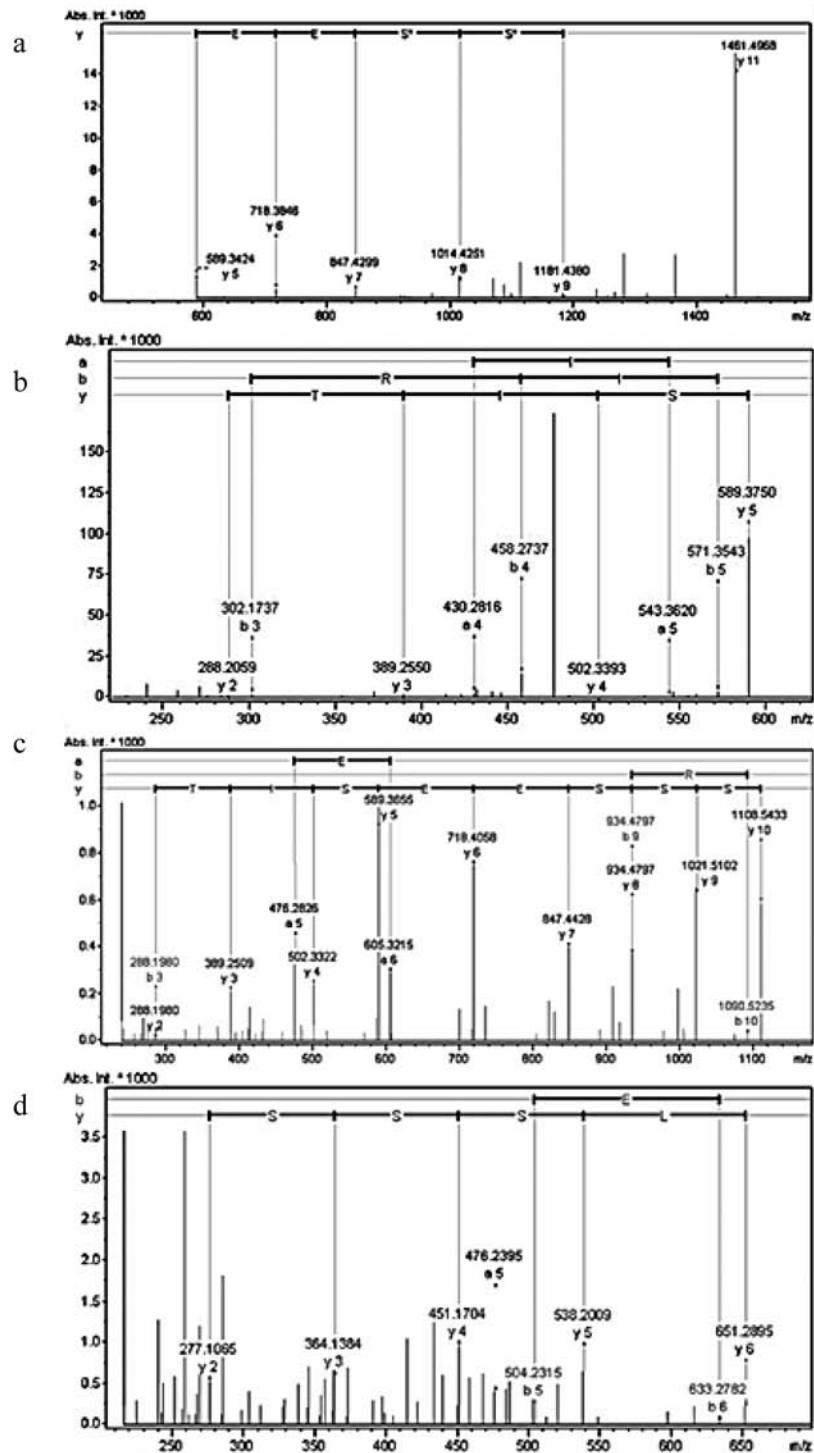 a
Abs. Int. * 1000
y
E E S* S*
1461.4968
y 11
14
12
10
8
6
718.3846
y 6
4
589.3424
y 5
847.4299
y 7
1014.4251
y 8
1181.4380
y 9
2
0
600 800 1000 1200 1400 m/z
b
Abs. Int. * 1000
a
b
R
y
T S
150
125
589.3750
y 5
100
458.2737
b 4
571.3543
b 5
75
302.1737
b 3
430.2816
a 4
543.3620
a 5
50
288.2059
y 2
389.2550
y 3
502.3393
y 4
25
0
250 300 350 400 450 500 550 600 m/z
c
Abs. Int. * 1000
a
E
b
R
y
T S E E S S S
1.0
589.3655
y 5
1108.5433
y 10
718.4058
y 6
934.4797
b 9
0.8
934.4797
y 8
1021.5102
y 9
0.6
476.2826
a 5
847.4428
y 7
0.4
288.1980
b 3
389.2509
y 3
502.3322
y 4
605.3215
a 6
0.2
288.1980
y 2
1090.5235
b 10
0.0
300 400 500 600 700 800 900 1000 1100
d
Abs. Int. * 1000
b
E
y
S S S L
3.5
3.0
2.5
2.0
476.2395
a 5
1.5
277.1065
y 2
364.1384
y 3
451.1704
y 4
538.2009
y 5
651.2895
y 6
1.0
504.2315
b 5
633.2782
b 6
0.5
0.0
250 300 350 400 450 500 550 600 650 m/z